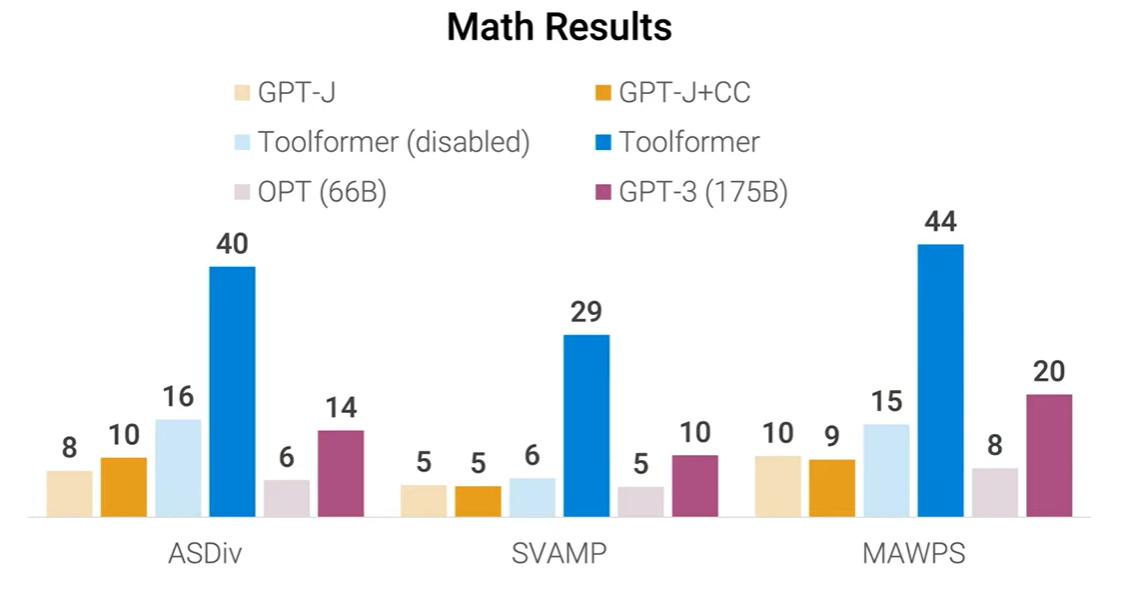 Math Results
GPT-J
GPT-J+CC
Toolformer (disabled)
Toolformer
OPT (66B)
GPT-3 (175B)
8
10
16
40
6
14
5
5
6
29
5
10
10
9
15
44
8
20
ASDiv
SVAMP
MAWPS